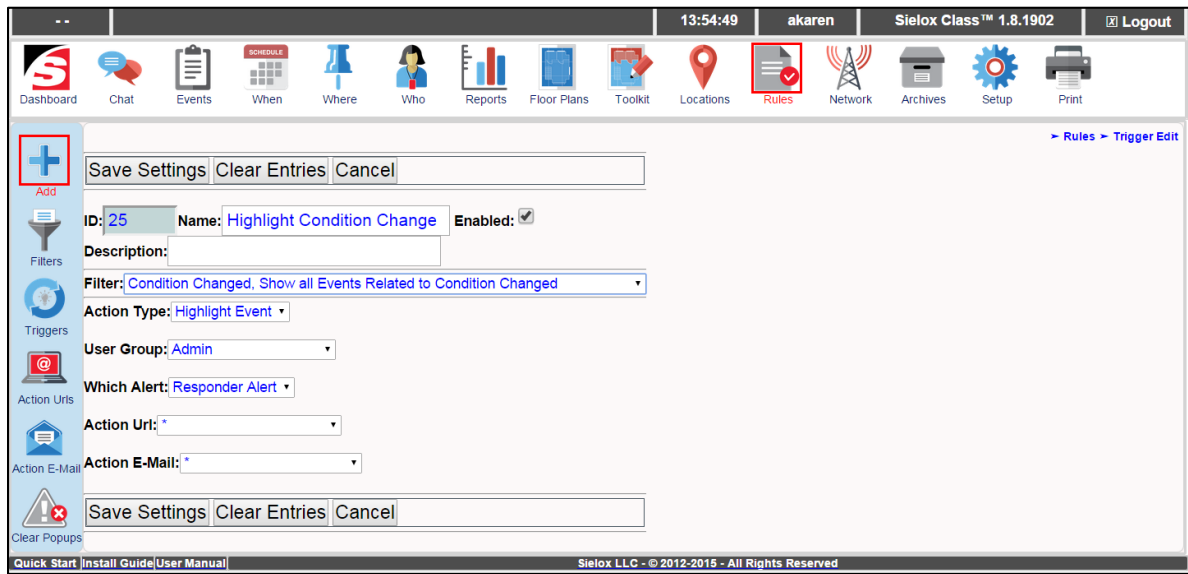 - - 13:54:49 akaren Sielox Class™ 1.8.1902 X Logout
SCHEDULE
Dashboard Chat Events When Where Who Reports Floor Plans Toolkit Locations Rules Network Archives Setup Print
➤ Rules ➤ Trigger Edit
Add
Save Settings Clear Entries Cancel
ID: 25 Name: Highlight Condition Change Enabled:
Filters
Description:
Filter: Condition Changed, Show all Events Related to Condition Changed
Action Type: Highlight Event
Triggers
User Group: Admin
@
Which Alert: Responder Alert
Action Urls
Action Url: *
Action E-Mail
Action E-Mail: *
Save Settings Clear Entries Cancel
Clear Popups
Quick Start Install Guide User Manual Sielox LLC - © 2012-2015 - All Rights Reserved